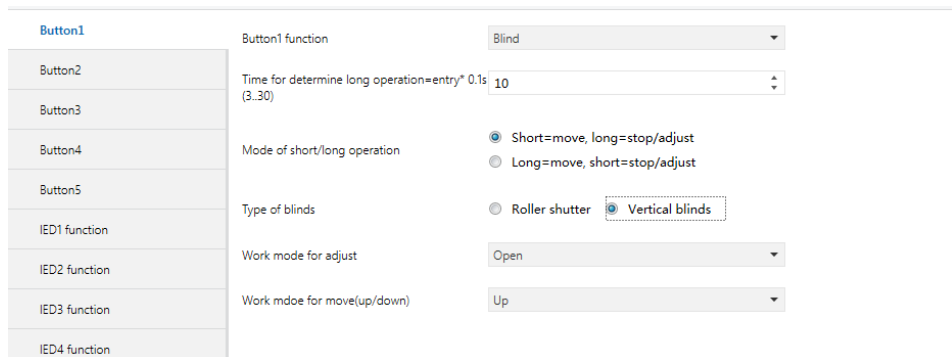 Button1
Button2
Button3
Button4
Button5
IED1 function
IED2 function
IED3 function
IED4 function
Button1 function
Blind
Time for determine long operation=entry* 0.1s
(3..30)
10
Mode of short/long operation
Short=move, long=stop/adjust
Long=move, short=stop/adjust
Type of blinds
Roller shutter
Vertical blinds
Work mode for adjust
Open
Work mdoe for move(up/down)
Up